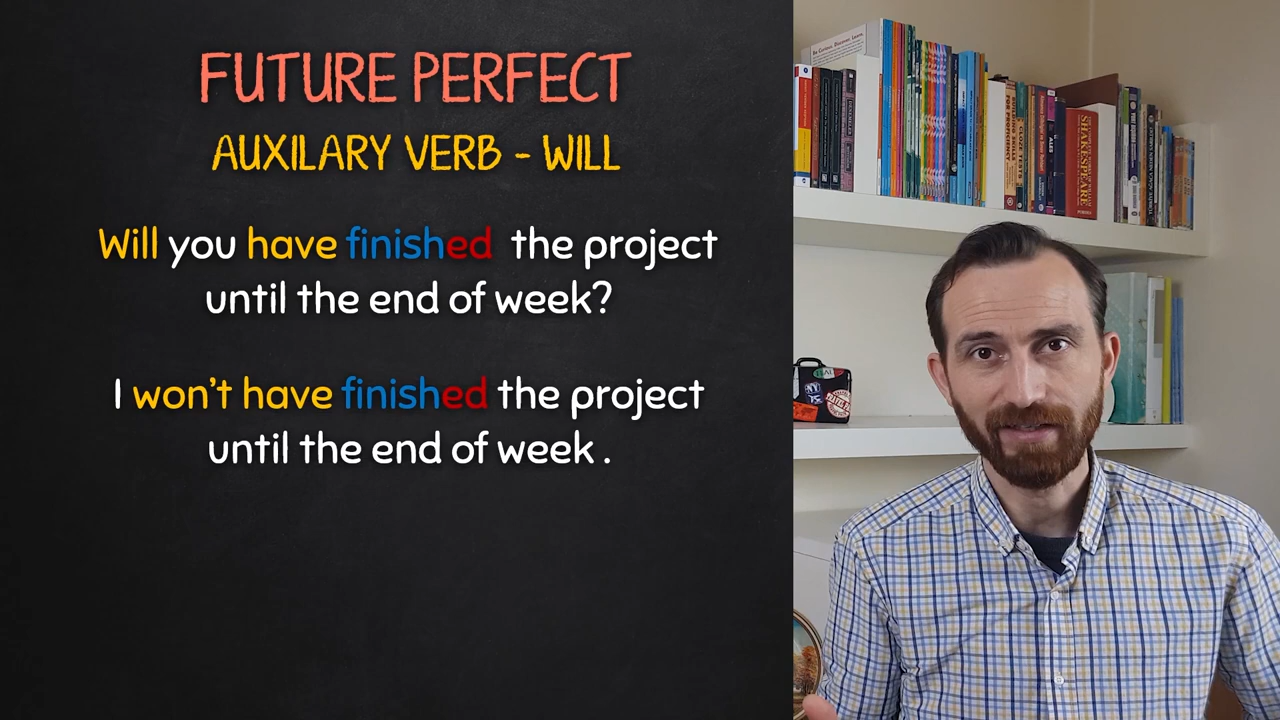 FUTURE PERFECT
AUXILARY VERB - WILL
Will you have finished the project
until the end of week?
I won't have finished the project
until the end of week .
SHAKESPEARE